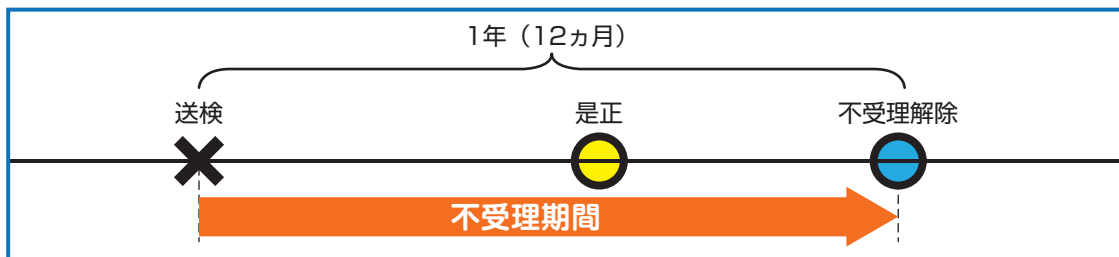 1年（12ヵ月）
送検
是正
不受理解除
不受理期間